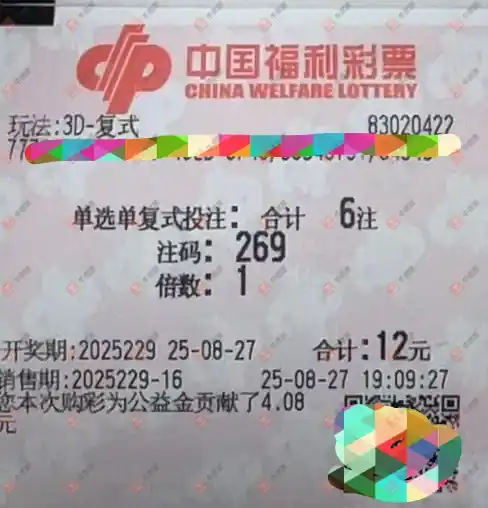 中国福利彩票
CHINA WELFARE LOTTERY
玩法:3D-复式 83020422
单选单复式投注: 合计 6注
注码: 269
倍数: 1
开奖期:2025229 25-08-27 合计:12元
销售期:2025229-16 25-08-27 19:09:27
您本次购彩为公益金贡献了4.08
元